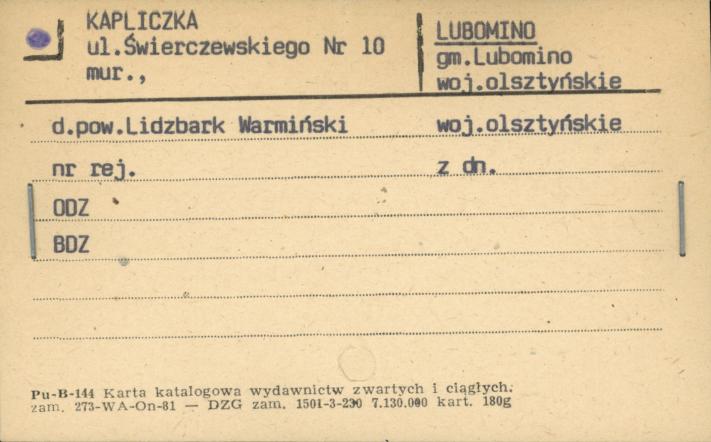 KAPLICZKA
ul.Świerczewskiego Nr 10
mur.,
LUBOMINO
gm.Lubomino
woj.olsztyńskie
d.pow.Lidzbark Warmiński woj.olsztyńskie
nr rej. z dn.
ODZ
BDZ
Pu-B-144 Karta katalogowa wydawnictw zwartych i ciągłych.
zam. 273-WA-On-81 — DZG zam. 1501-3-230 7.130.000 kart. 180g